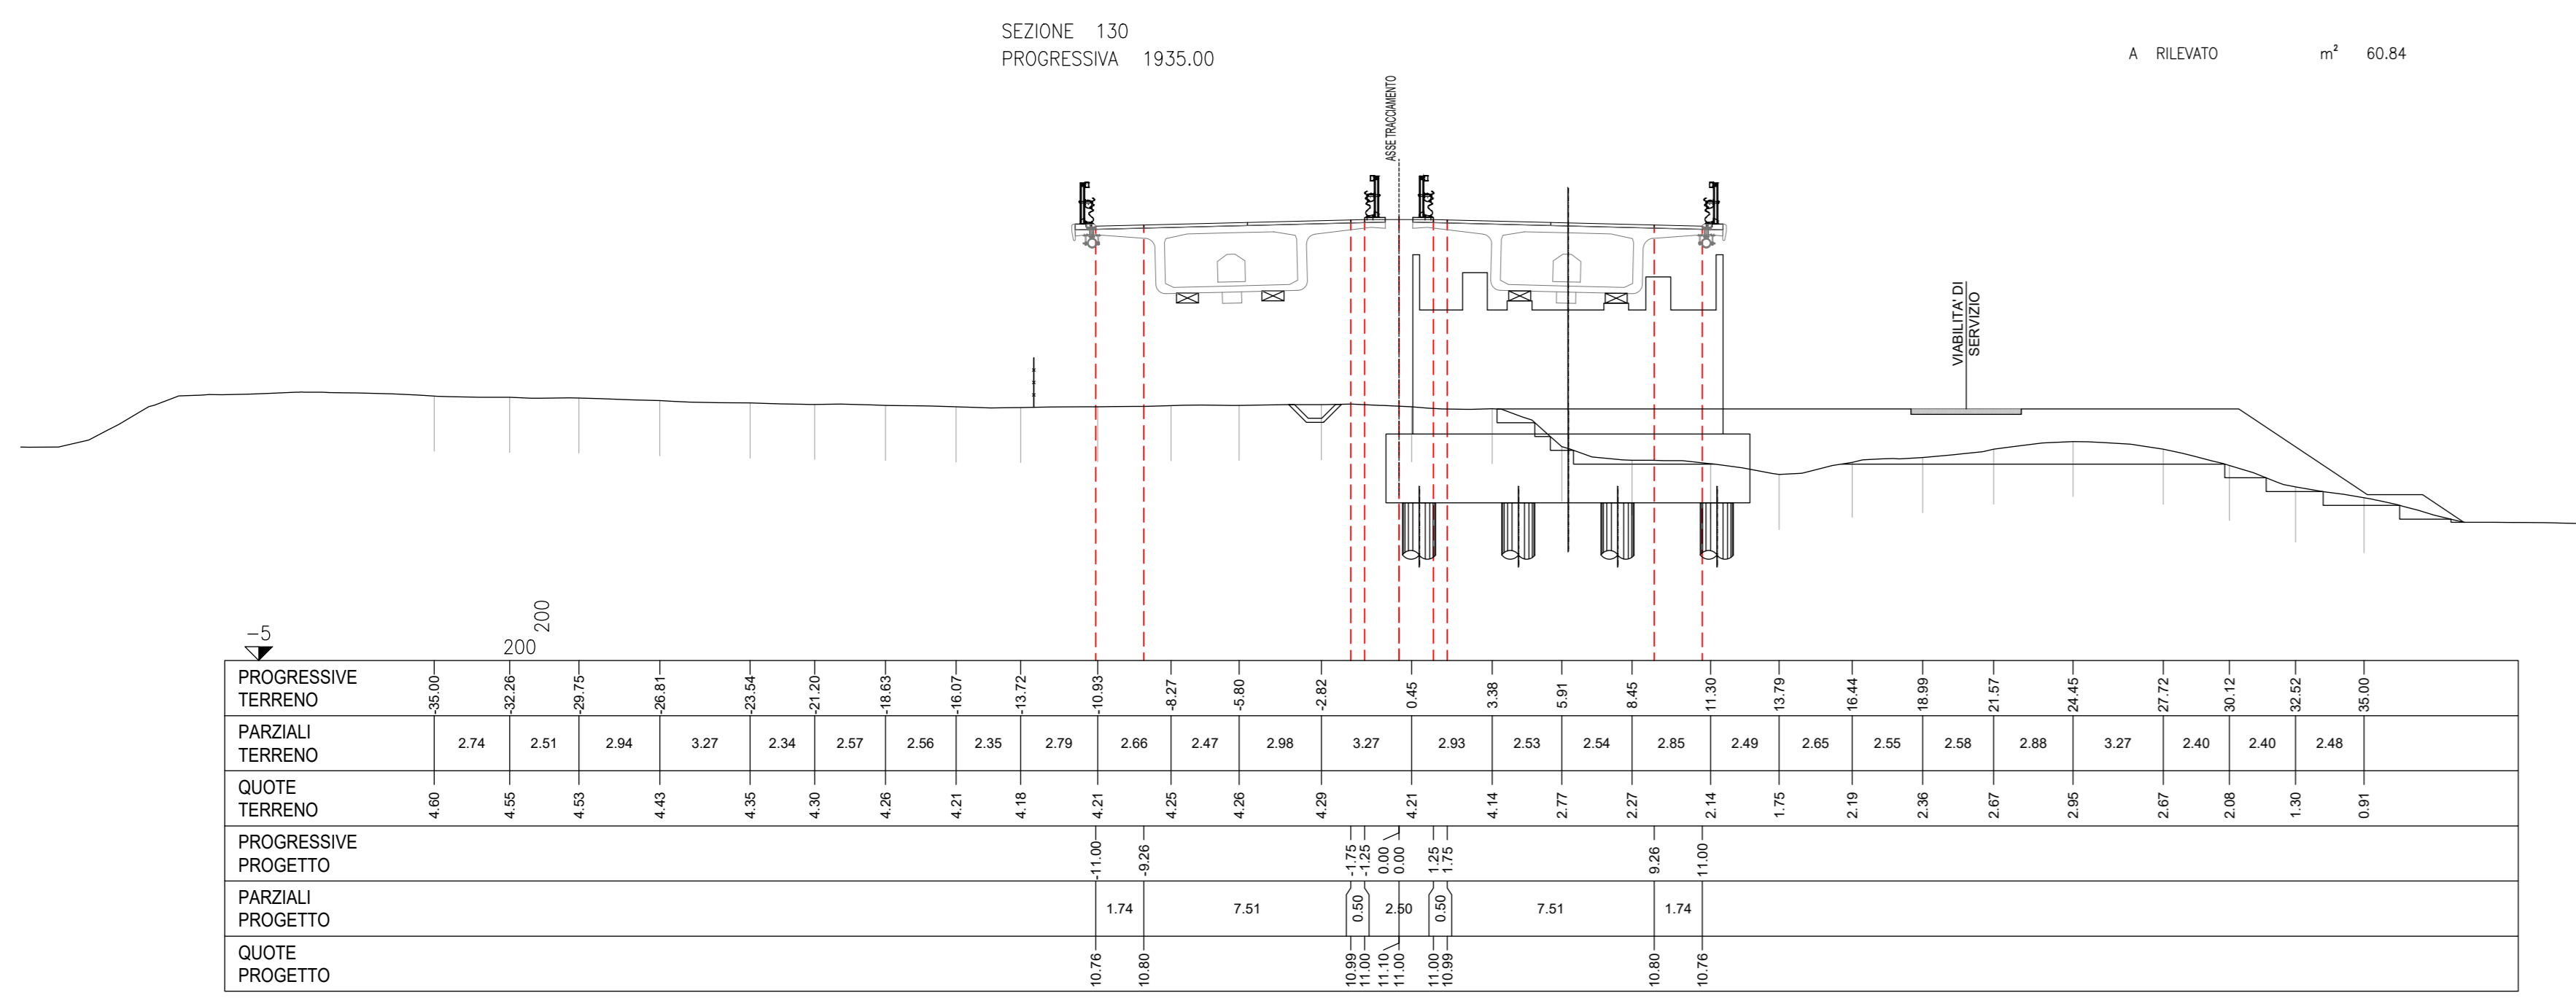 SEZIONE 130
PROGRESSIVA 1935.00
A RILEVATO m² 60.84
ASSE TRACCIAMENTO
VIABILITA' DI
SERVIZIO
200
-5
200
PROGRESSIVE
TERRENO
-35.00 -32.26 -29.75 -26.81 -23.54 -21.20 -18.63 -16.07 -13.72 -10.93 -8.27 -5.80 -2.82 0.45 3.38 5.91 8.45 11.30 13.79 16.44 18.99 21.57 24.45 27.72 30.12 32.52 35.00
PARZIALI
TERRENO
2.74 2.51 2.94 3.27 2.34 2.57 2.56 2.35 2.79 2.66 2.47 2.98 3.27 2.93 2.53 2.54 2.85 2.49 2.65 2.55 2.58 2.88 3.27 2.40 2.40 2.48
QUOTE
TERRENO
4.60 4.55 4.53 4.43 4.35 4.30 4.26 4.21 4.18 4.21 4.25 4.26 4.29 4.21 4.14 2.77 2.27 2.14 1.75 2.19 2.36 2.67 2.95 2.67 2.08 1.30 0.91
PROGRESSIVE
PROGETTO
-11.00 -9.26 -1.75 -1.25 0.00 0.00 1.25 1.75 9.26 11.00
PARZIALI
PROGETTO
1.74 7.51 0.50 2.50 0.50 7.51 1.74
QUOTE
PROGETTO
10.76 10.80 10.99 11.00 11.10 11.00 11.00 10.99 10.80 10.76